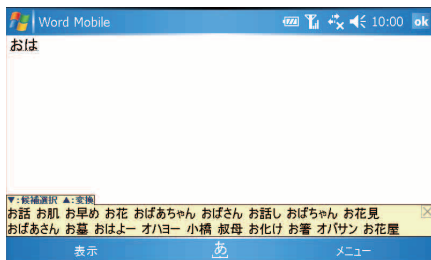 Word Mobile 10:00 ok
おは
▼:候補選択 ▲:変換
お話 お肌 お早め お花 おばあちゃん おばさん お話し おばちゃん お花見
おばあさん お墓 おはよー オハヨー 小橋 叔母 お化け お箸 オバサン お花屋
表示 あ メニュー